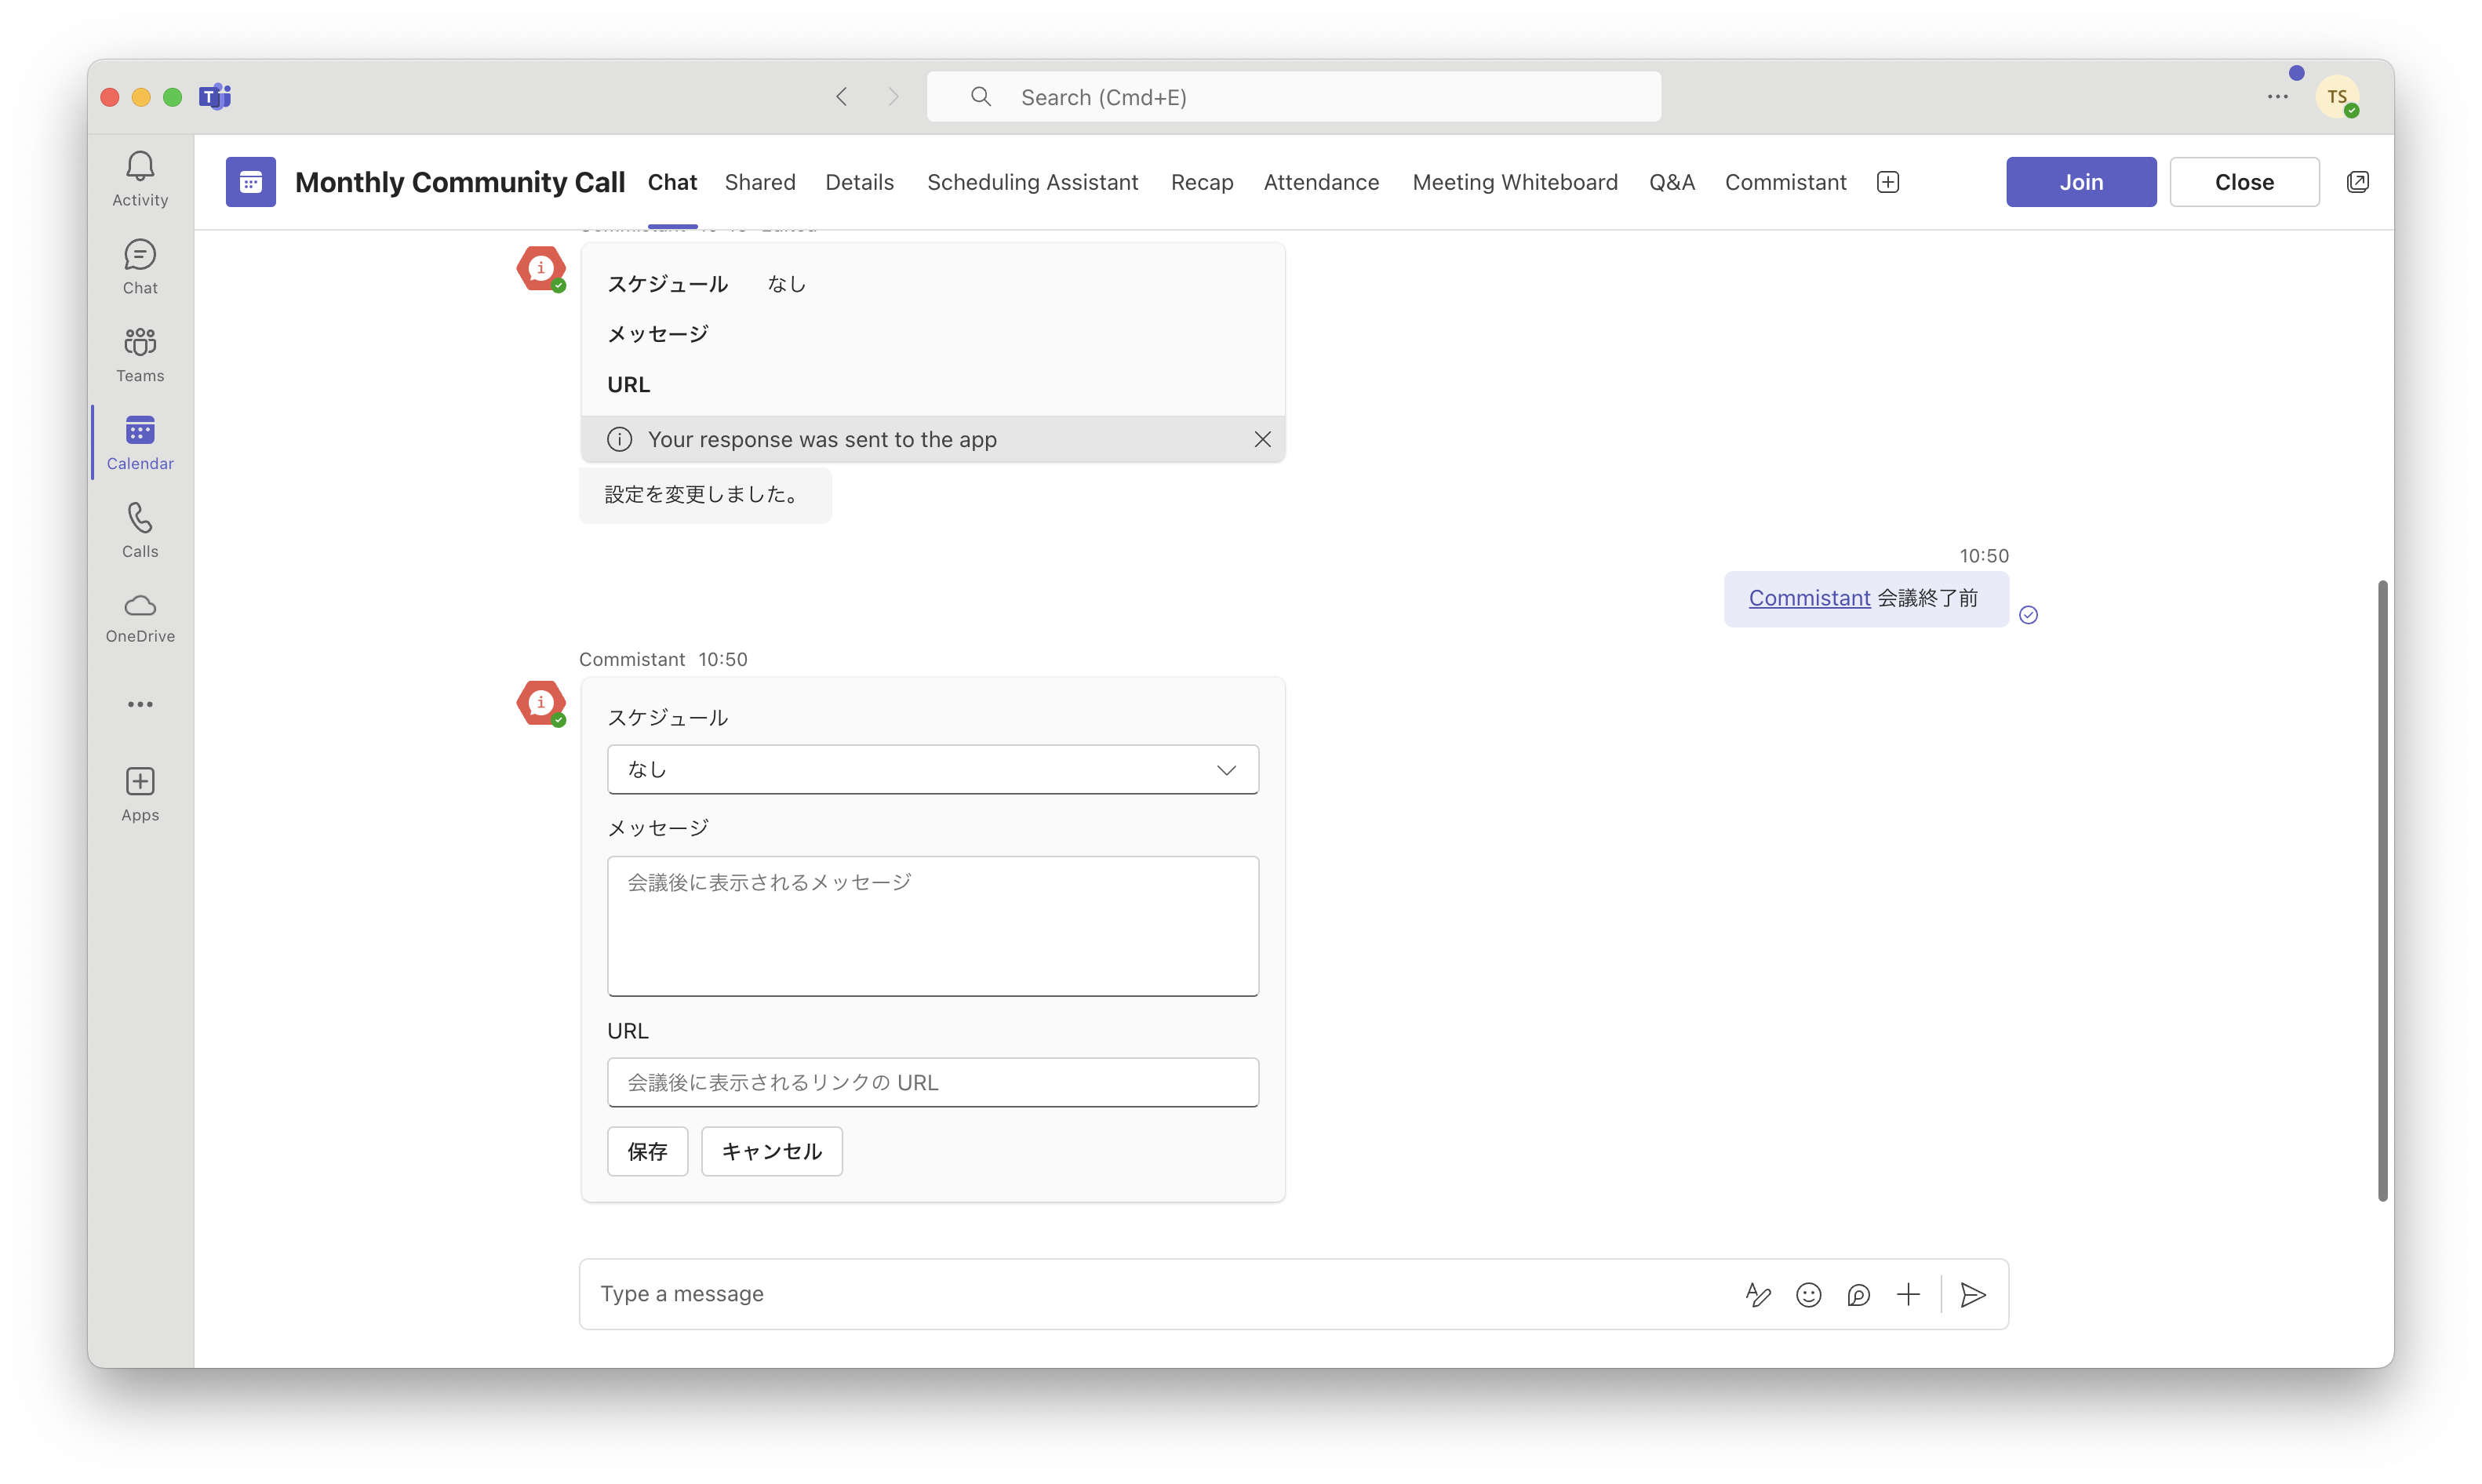 Search (Cmd+E)
TS
Activity
Chat
Teams
Calendar
Calls
OneDrive
Apps
Monthly Community Call Chat Shared Details Scheduling Assistant Recap Attendance Meeting Whiteboard Q&A Commistant Join Close
スケジュール なし
メッセージ
URL
Your response was sent to the app
設定を変更しました。
10:50
Commistant 会議終了前
Commistant 10:50
スケジュール
なし
メッセージ
会議後に表示されるメッセージ
URL
会議後に表示されるリンクの URL
保存 キャンセル
Type a message